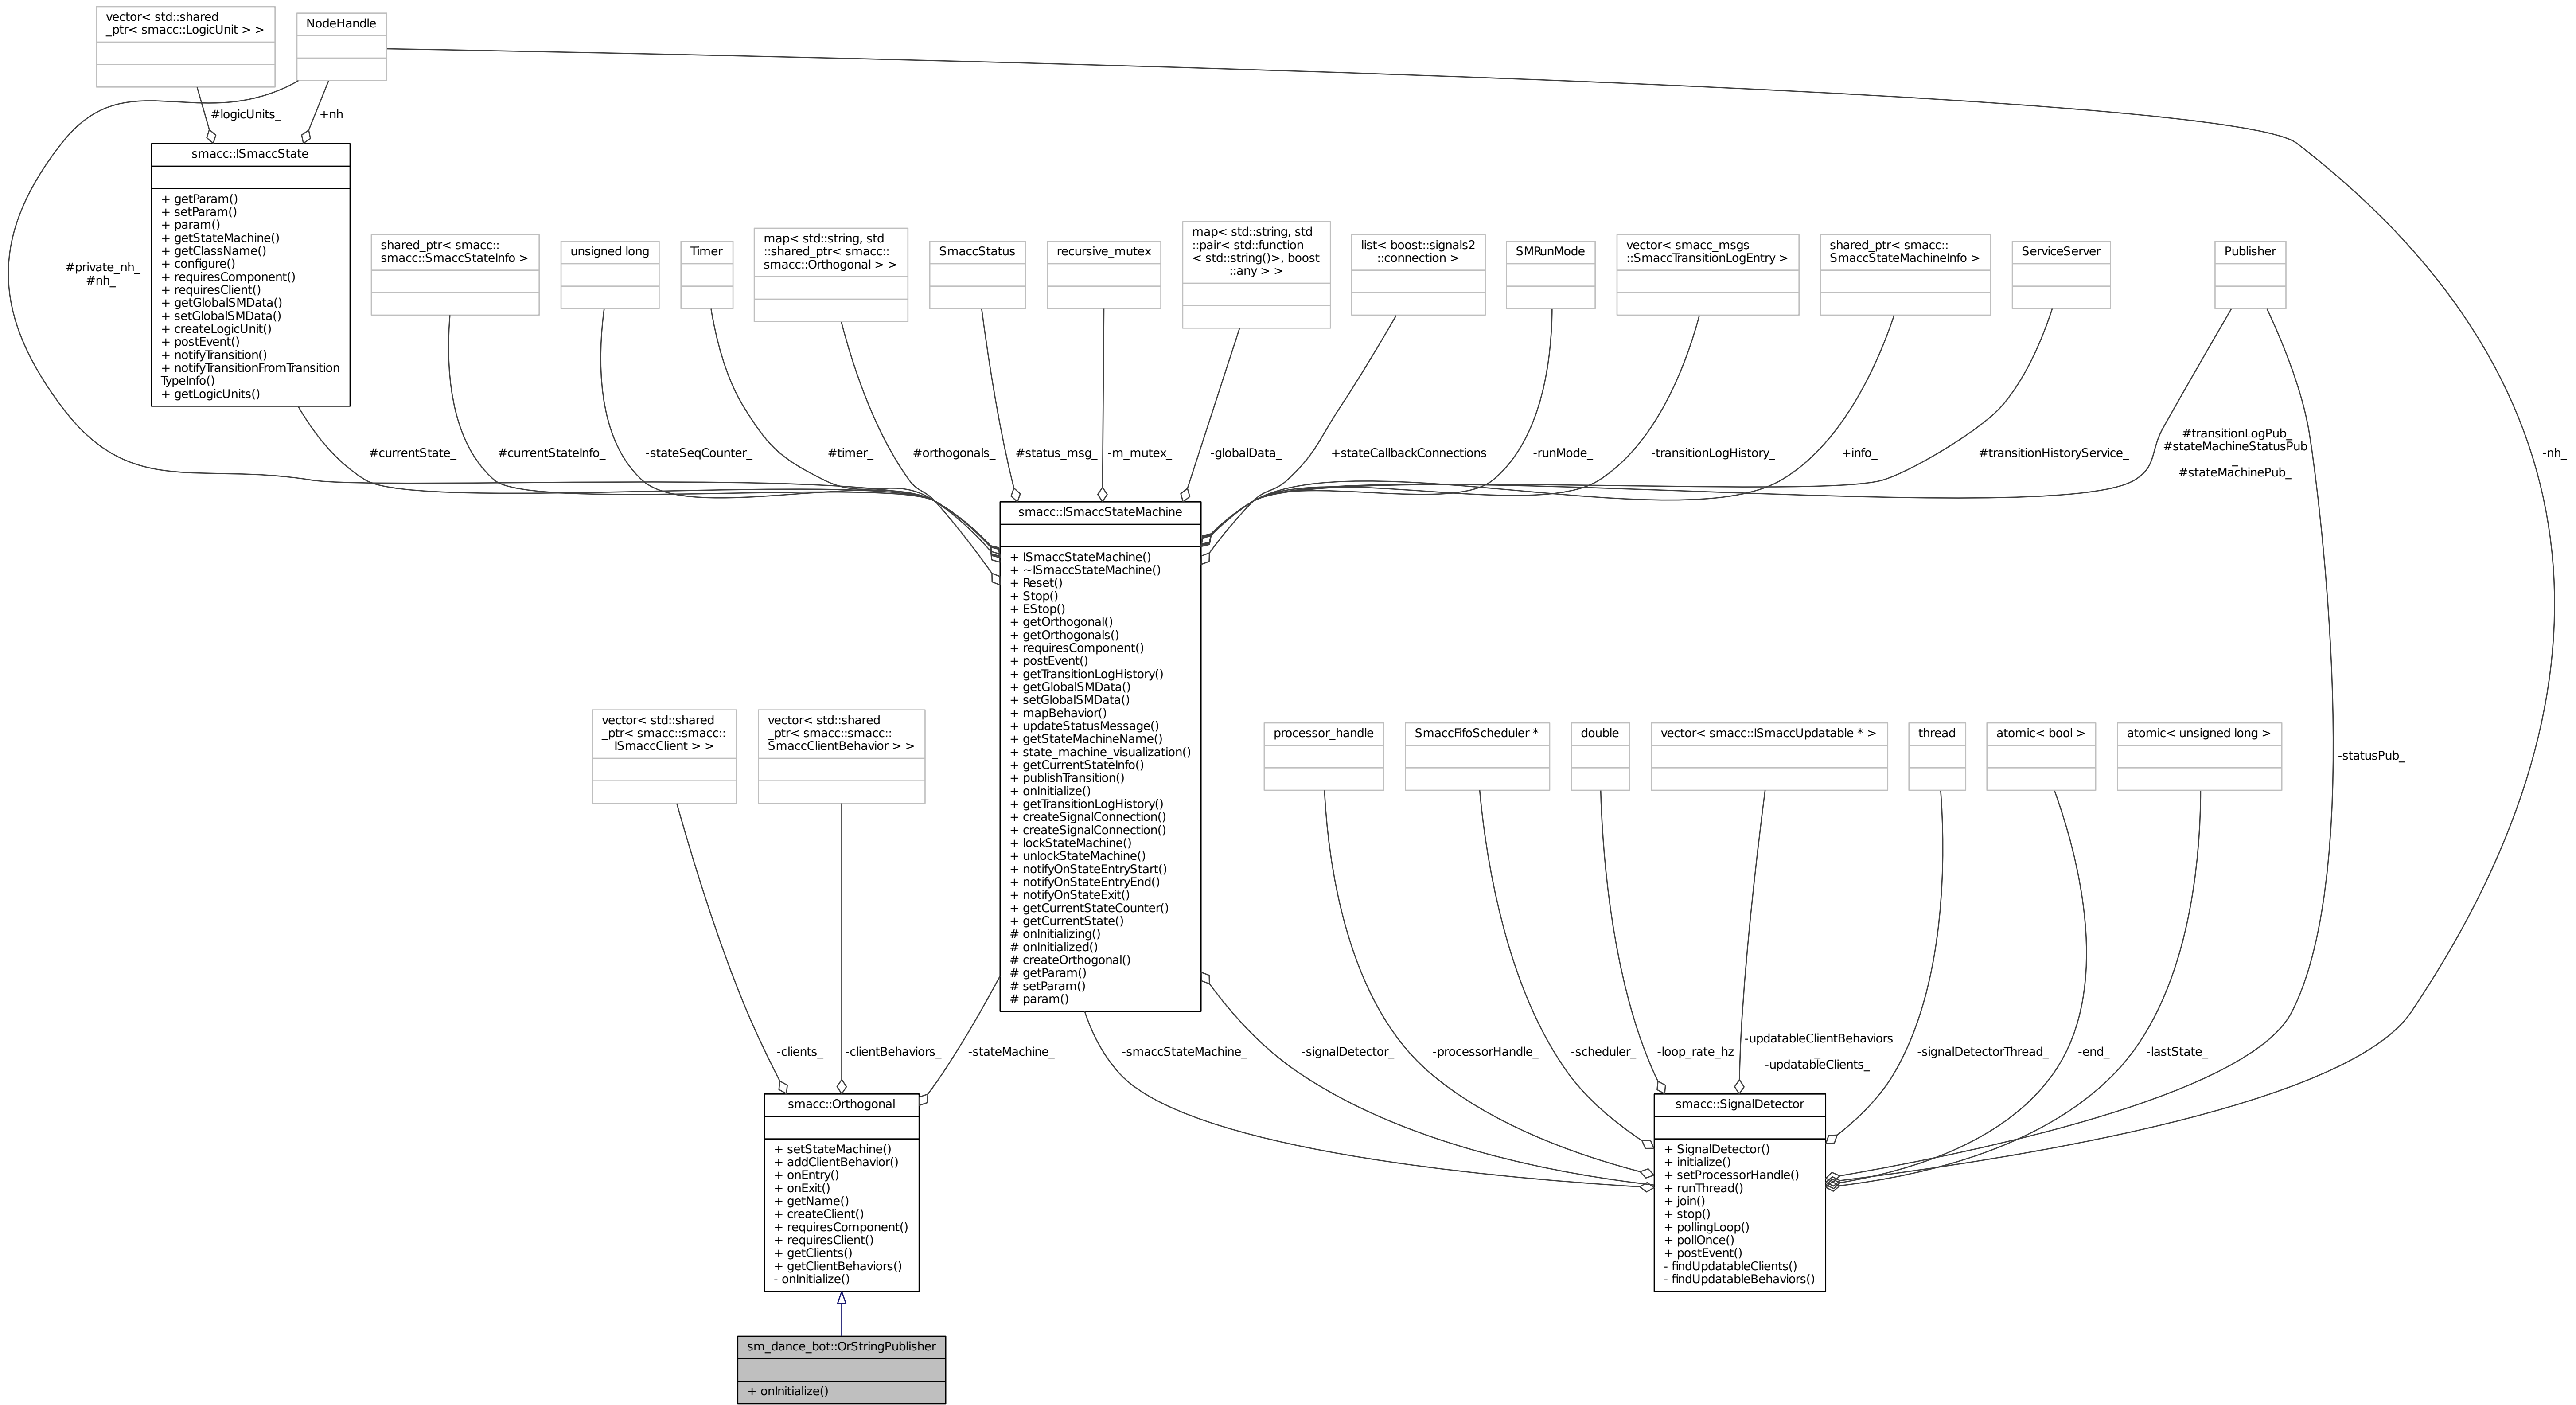 vector< std::shared
_ptr< smacc::LogicUnit > >
NodeHandle
#logicUnits_
+nh
smacc::ISmaccState
+ getParam()
+ setParam()
+ param()
+ getStateMachine()
+ getClassName()
+ configure()
+ requiresComponent()
+ requiresClient()
+ getGlobalSMData()
+ setGlobalSMData()
+ createLogicUnit()
+ postEvent()
+ notifyTransition()
+ notifyTransitionFromTransition
TypeInfo()
+ getLogicUnits()
#private_nh_
#nh_
shared_ptr< smacc::
smacc::SmaccStateInfo >
unsigned long
Timer
map< std::string, std
::shared_ptr< smacc::
smacc::Orthogonal > >
SmaccStatus
recursive_mutex
map< std::string, std
::pair< std::function
< std::string()>, boost
::any > >
list< boost::signals2
::connection >
SMRunMode
vector< smacc_msgs
::SmaccTransitionLogEntry >
shared_ptr< smacc::
SmaccStateMachineInfo >
ServiceServer
Publisher
#currentState_
#currentStateInfo_
-stateSeqCounter_
#timer_
#orthogonals_
#status_msg_
-m_mutex_
-globalData_
+stateCallbackConnections
-runMode_
-transitionLogHistory_
+info_
#transitionHistoryService_
#transitionLogPub_
#stateMachineStatusPub
_
#stateMachinePub_
-nh_
smacc::ISmaccStateMachine
+ ISmaccStateMachine()
+ ~ISmaccStateMachine()
+ Reset()
+ Stop()
+ EStop()
+ getOrthogonal()
+ getOrthogonals()
+ requiresComponent()
+ postEvent()
+ getTransitionLogHistory()
+ getGlobalSMData()
+ setGlobalSMData()
+ mapBehavior()
+ updateStatusMessage()
+ getStateMachineName()
+ state_machine_visualization()
+ getCurrentStateInfo()
+ publishTransition()
+ onInitialize()
+ getTransitionLogHistory()
+ createSignalConnection()
+ createSignalConnection()
+ lockStateMachine()
+ unlockStateMachine()
+ notifyOnStateEntryStart()
+ notifyOnStateEntryEnd()
+ notifyOnStateExit()
+ getCurrentStateCounter()
+ getCurrentState()
# onInitializing()
# onInitialized()
# createOrthogonal()
# getParam()
# setParam()
# param()
vector< std::shared
_ptr< smacc::smacc::
ISmaccClient > >
vector< std::shared
_ptr< smacc::smacc::
SmaccClientBehavior > >
processor_handle
SmaccFifoScheduler *
double
vector< smacc::ISmaccUpdatable * >
thread
atomic< bool >
atomic< unsigned long >
-statusPub_
-clients_
-clientBehaviors_
-stateMachine_
-smaccStateMachine_
-signalDetector_
-processorHandle_
-scheduler_
-loop_rate_hz
-updatableClientBehaviors
_
-updatableClients_
-signalDetectorThread_
-end_
-lastState_
smacc::Orthogonal
+ setStateMachine()
+ addClientBehavior()
+ onEntry()
+ onExit()
+ getName()
+ createClient()
+ requiresComponent()
+ requiresClient()
+ getClients()
+ getClientBehaviors()
- onInitialize()
smacc::SignalDetector
+ SignalDetector()
+ initialize()
+ setProcessorHandle()
+ runThread()
+ join()
+ stop()
+ pollingLoop()
+ pollOnce()
+ postEvent()
- findUpdatableClients()
- findUpdatableBehaviors()
sm_dance_bot::OrStringPublisher
+ onInitialize()